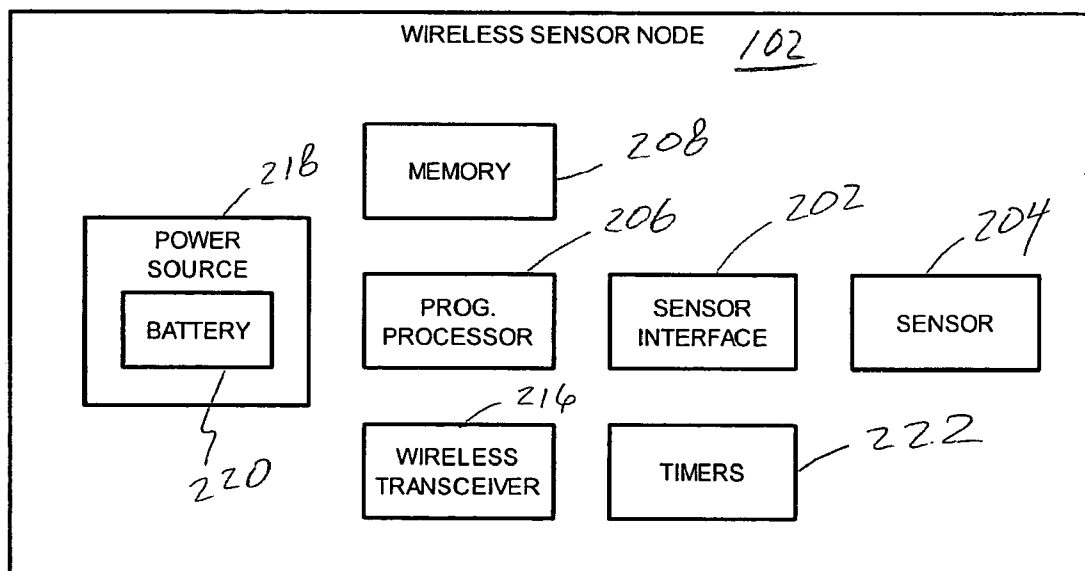 WIRELESS SENSOR NODE 102
MEMORY
208
218
POWER
SOURCE
BATTERY
220
206
PROG.
PROCESSOR
202
SENSOR
INTERFACE
204
SENSOR
216
WIRELESS
TRANSCEIVER
TIMERS
222